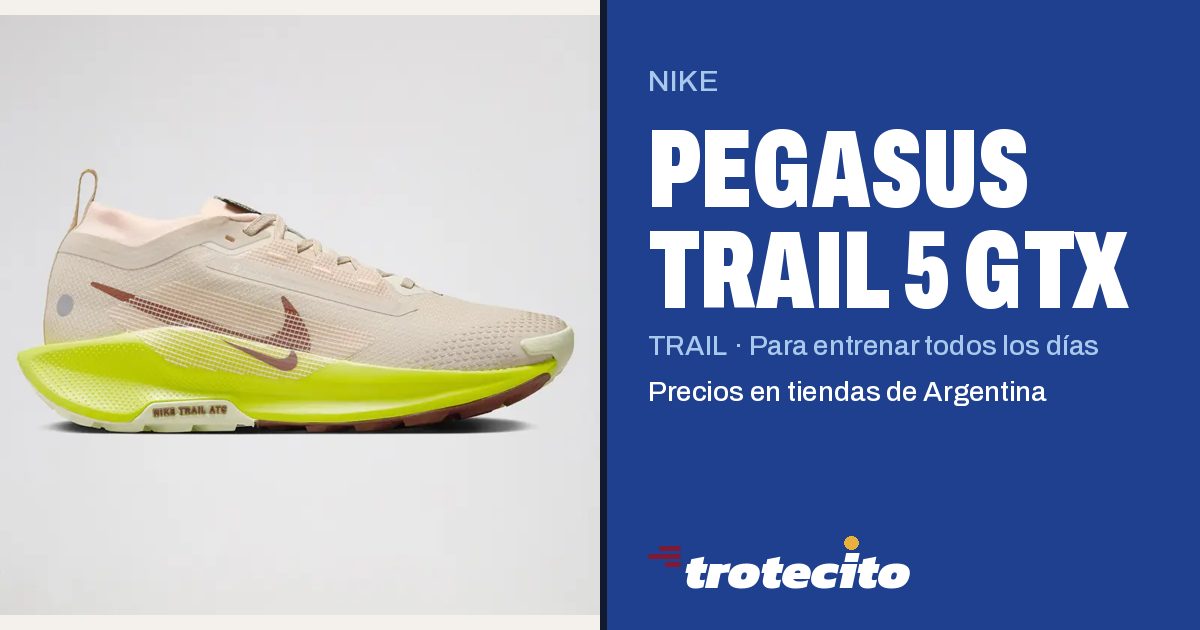 NIKE TRAIL ATC
NIKE
PEGASUS
TRAIL 5 GTX
TRAIL · Para entrenar todos los días
Precios en tiendas de Argentina
trotecito